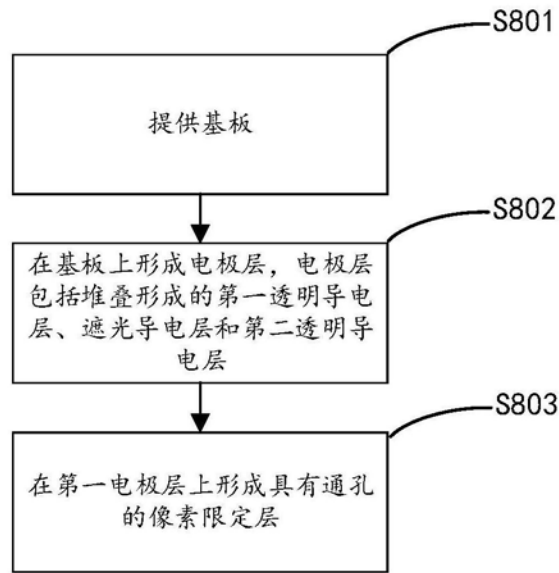 S801
提供基板
S802
在基板上形成电极层，电极层
包括堆叠形成的第一透明导电
层、遮光导电层和第二透明导
电层
S803
在第一电极层上形成具有通孔
的像素限定层